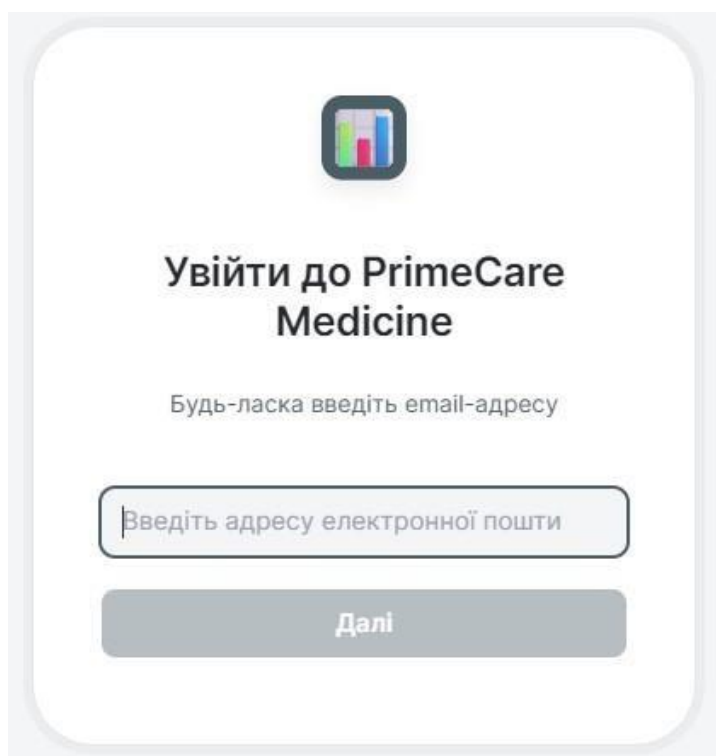 Увійти до PrimeCare
Medicine
Будь-ласка введіть email-адресу
Введіть адресу електронної пошти
Далі